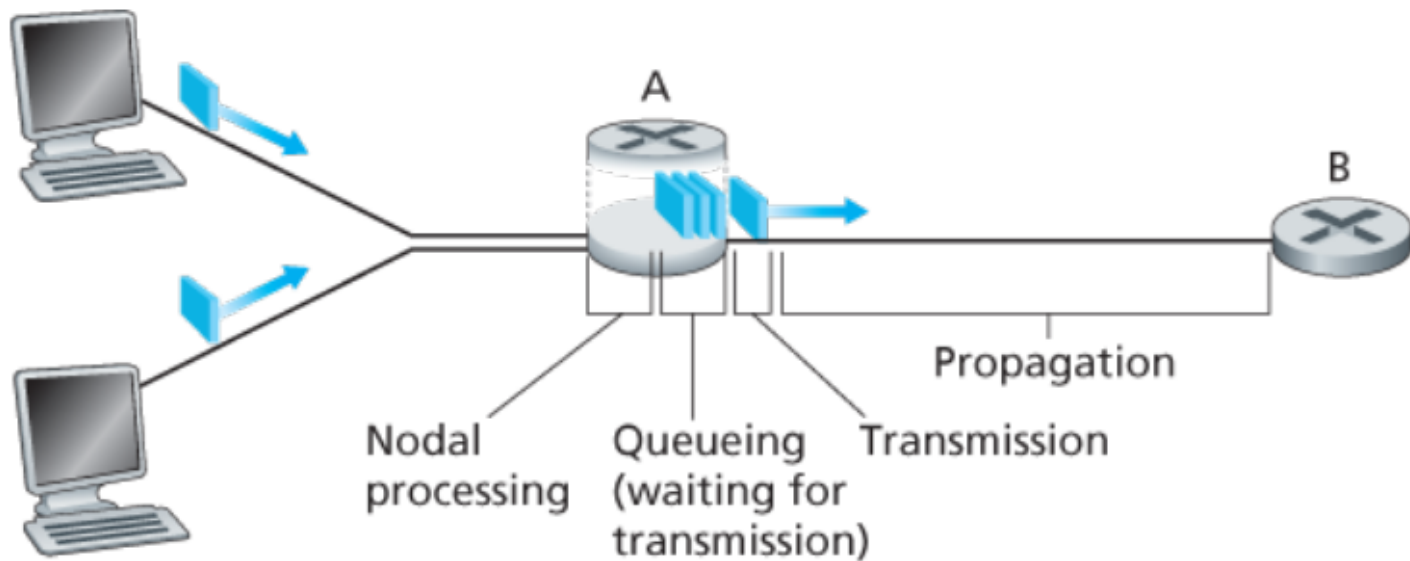 A
B
Propagation
Nodal
processing
Queueing
(waiting for
transmission)
Transmission